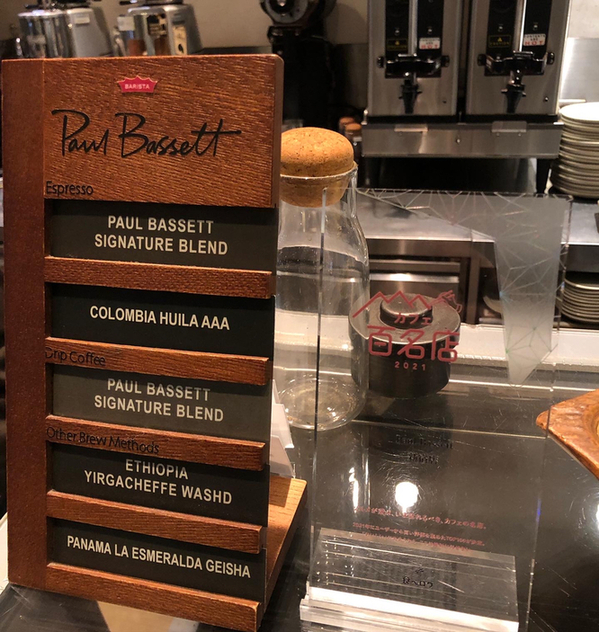 BARISTA
Paul Bassett
Espresso
PAUL BASSETT
SIGNATURE BLEND
COLOMBIA HUILA AAA
Drip Coffee
PAUL BASSETT
SIGNATURE BLEND
Other Brew Methods
ETHIOPIA
YIRGACHEFFE WASHD
PANAMA LA ESMERALDA GEISHA
カフェ
百名店
2021